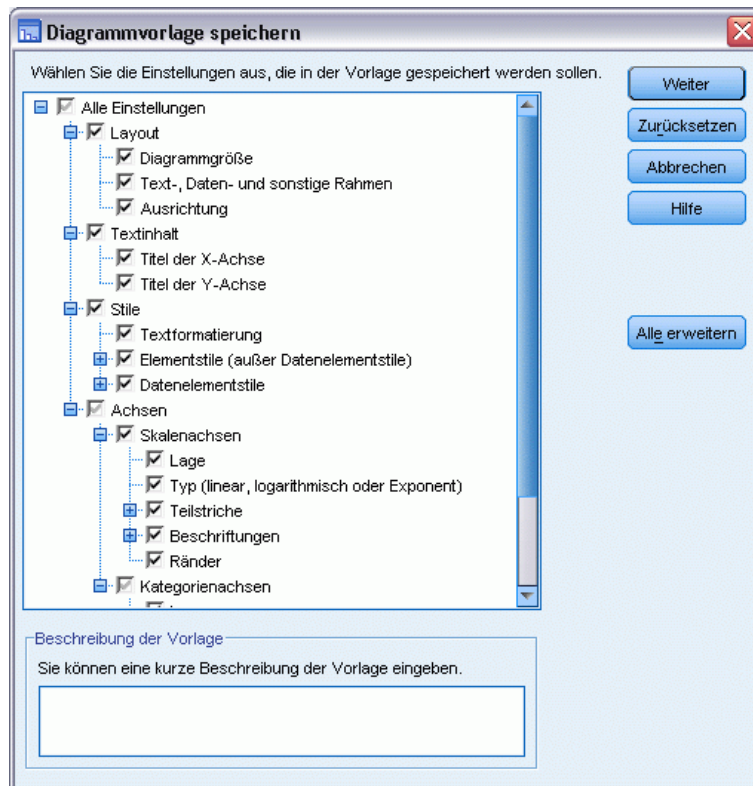 Diagrammvorlage speichern
Wählen Sie die Einstellungen aus, die in der Vorlage gespeichert werden sollen.
Weiter
Zurücksetzen
Abbrechen
Hilfe
Alle erweitern
Alle Einstellungen
Layout
Diagrammgröße
Text-, Daten- und sonstige Rahmen
Ausrichtung
Textinhalt
Titel der X-Achse
Titel der Y-Achse
Stile
Textformatierung
Elementstile (außer Datenelementstile)
Datenelementstile
Achsen
Skalenachsen
Lage
Typ (linear, logarithmisch oder Exponent)
Teilstriche
Beschriftungen
Ränder
Kategorienachsen
Beschreibung der Vorlage
Sie können eine kurze Beschreibung der Vorlage eingeben.